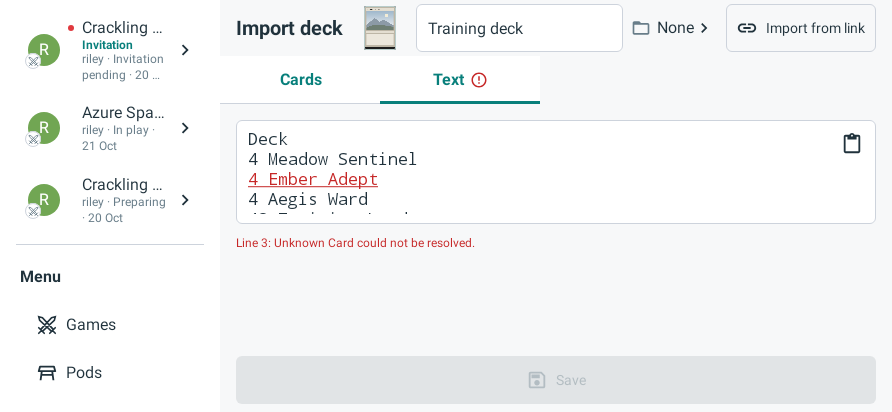 Crackling ...
Invitation
riley · Invitation
pending · 20 ...
R
Azure Spa...
riley · In play ·
21 Oct
R
Crackling ...
riley · Preparing
· 20 Oct
R
Menu
Games
Pods
Import deck
Training deck
None
Import from link
Cards
Text
Deck
4 Meadow Sentinel
4 Ember Adept
4 Aegis Ward
Line 3: Unknown Card could not be resolved.
Save